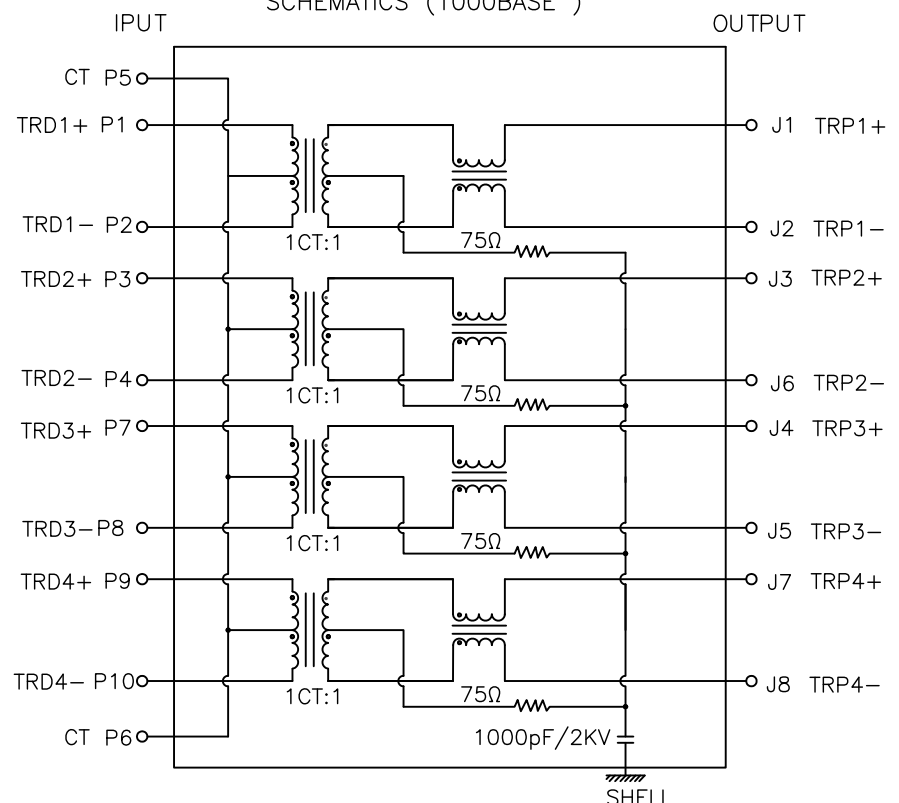 SCHEMATICS (1000BASE )
IPUT
OUTPUT
CT P5
TRD1+ P1
J1 TRP1+
TRD1- P2
J2 TRP1-
1CT:1
75Ω
TRD2+ P3
J3 TRP2+
TRD2- P4
J6 TRP2-
1CT:1
75Ω
TRD3+ P7
J4 TRP3+
TRD3-P8
J5 TRP3-
1CT:1
75Ω
TRD4+ P9
J7 TRP4+
TRD4- P10
J8 TRP4-
1CT:1
75Ω
CT P6
1000pF/2KV
SHELL